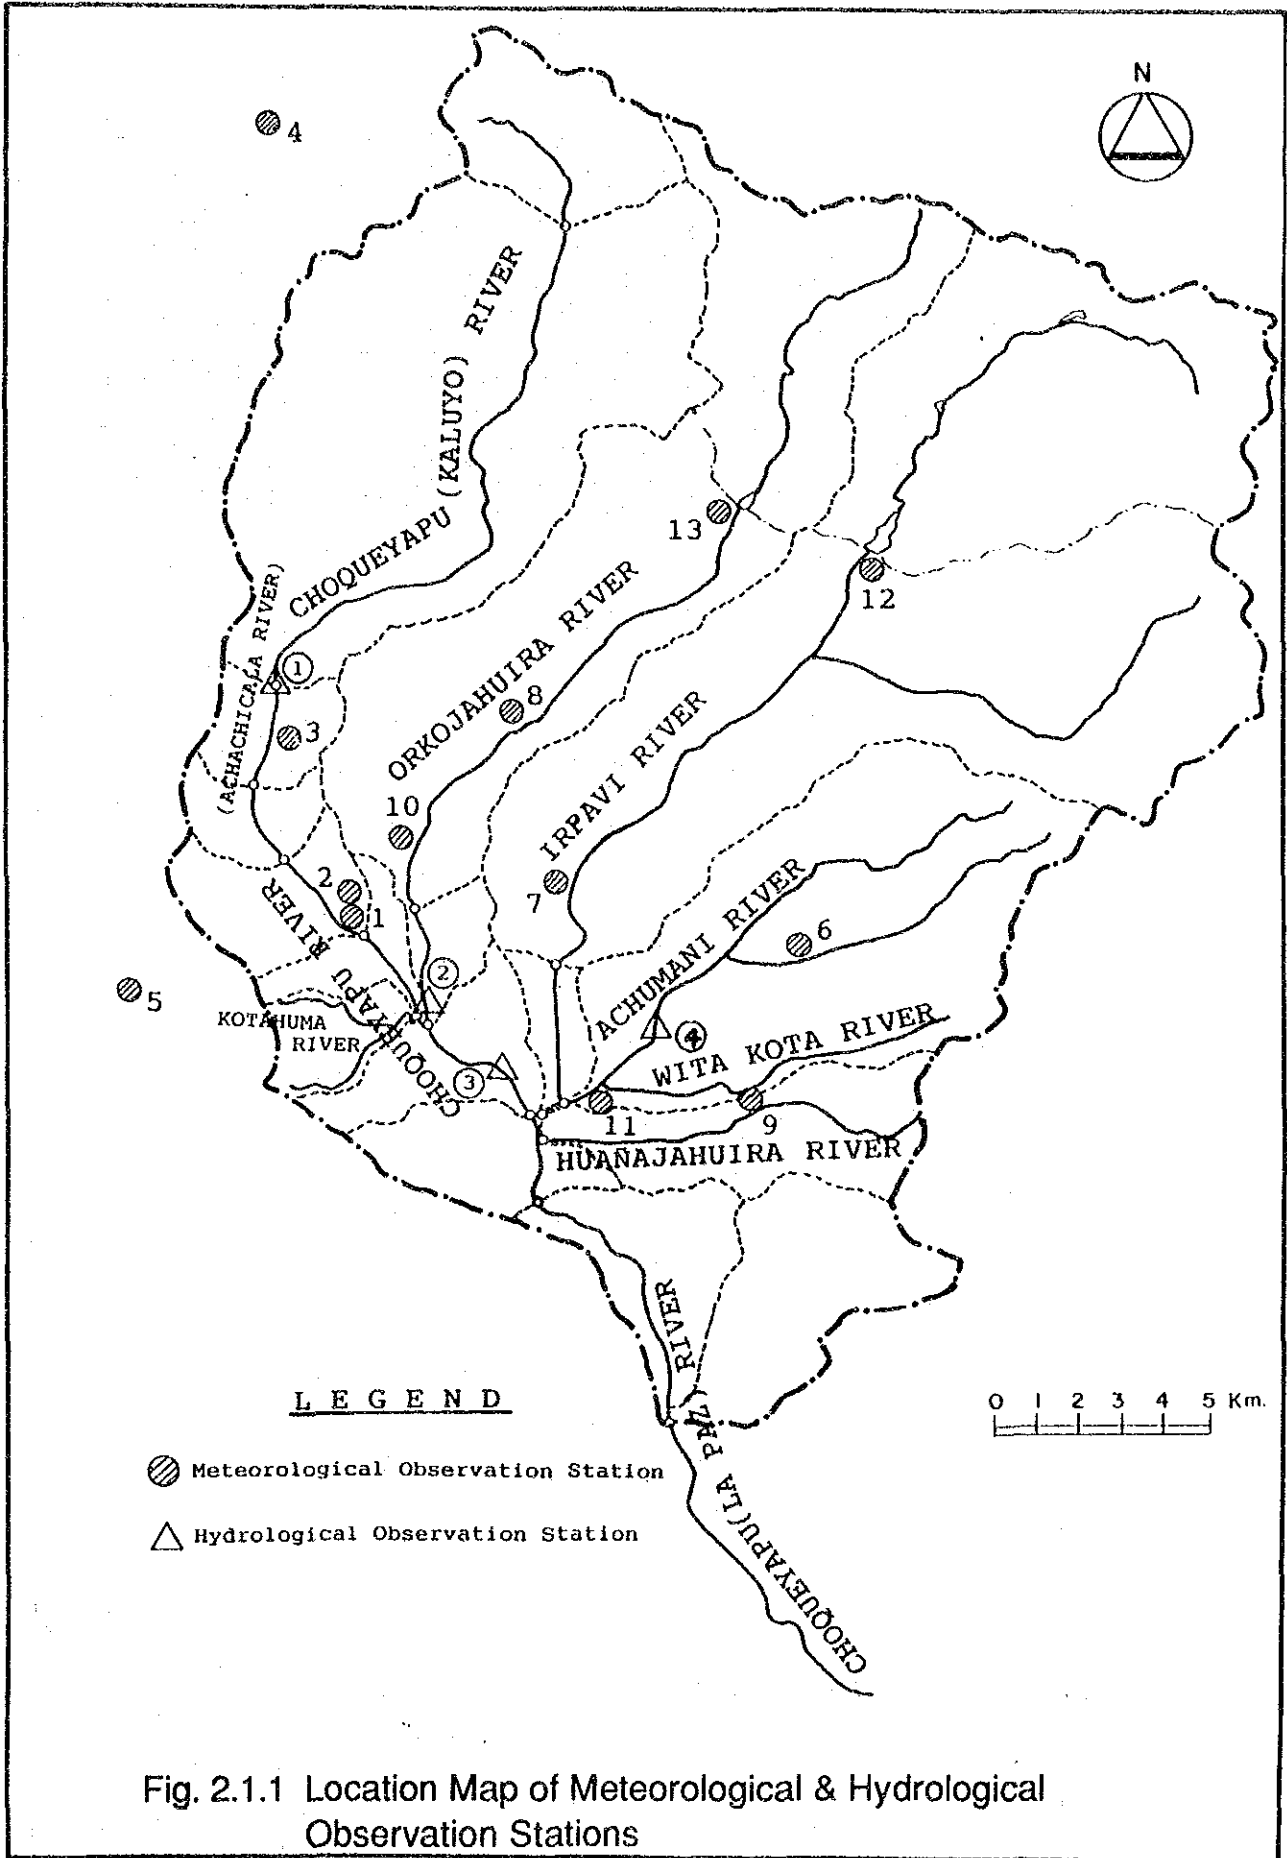 N
4
CHOQUEYAPU (KALUYO) RIVER
13
12
(ACHACHICALA RIVER)
①
3
ORKOJAHUIRA RIVER
8
10
IRPAVI RIVER
7
2
1
CHOQUEYAPU RIVER
5
②
KOTAHUMA
RIVER
③
ACHUMANI RIVER
6
④
WITA KOTA RIVER
11
9
HUAÑAJAHUIRA RIVER
CHOQUEYAPU(LA PAZ) RIVER
LEGEND
Meteorological Observation Station
Hydrological Observation Station
0 1 2 3 4 5 Km.
Fig. 2.1.1 Location Map of Meteorological & Hydrological
Observation Stations